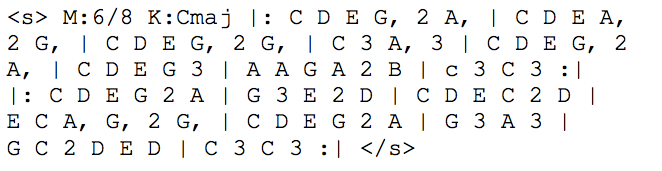 <s> M:6/8 K:Cmaj |: C D E G, 2 A, | C D E A,
2 G, | C D E G, 2 G, | C 3 A, 3 | C D E G, 2
A, | C D E G 3 | A A G A 2 B | c 3 C 3 :|
|: C D E G 2 A | G 3 E 2 D | C D E C 2 D |
E C A, G, 2 G, | C D E G 2 A | G 3 A 3 |
G C 2 D E D | C 3 C 3 :| </s>